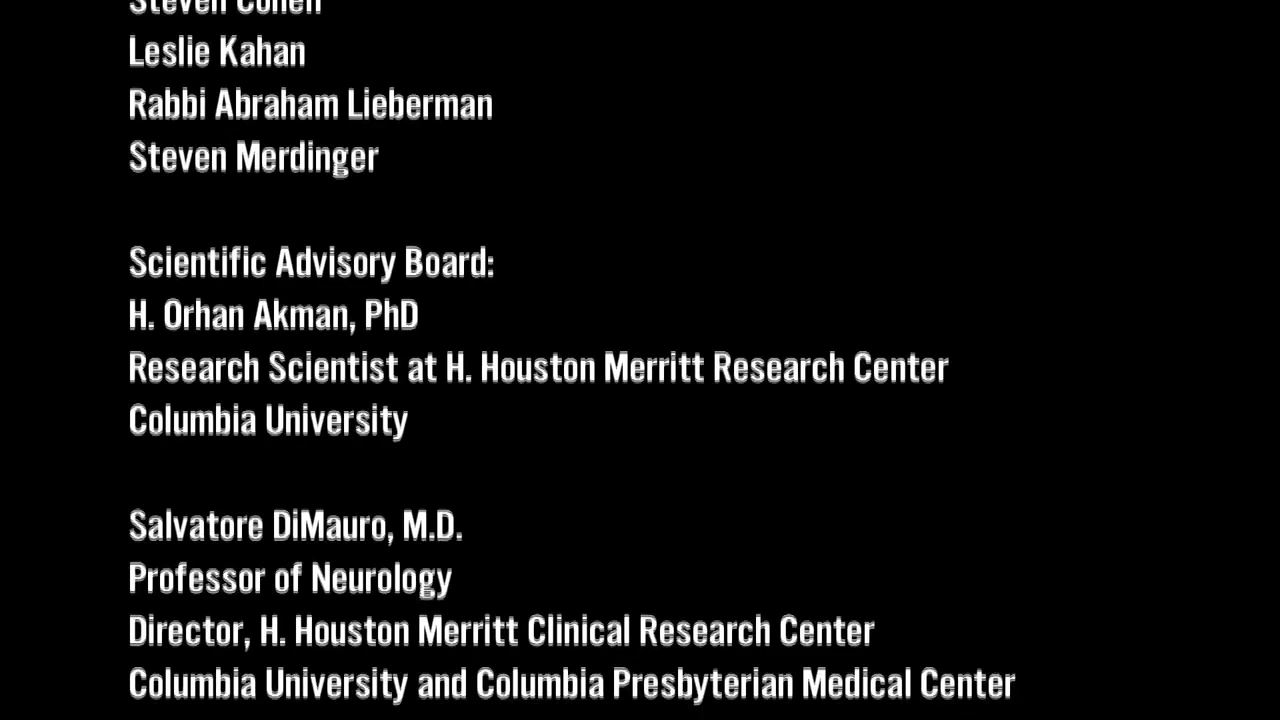 Steven Cohen
Leslie Kahan
Rabbi Abraham Lieberman
Steven Merdinger
Scientific Advisory Board:
H. Orhan Akman, PhD
Research Scientist at H. Houston Merritt Research Center
Columbia University
Salvatore DiMauro, M.D.
Professor of Neurology
Director, H. Houston Merritt Clinical Research Center
Columbia University and Columbia Presbyterian Medical Center